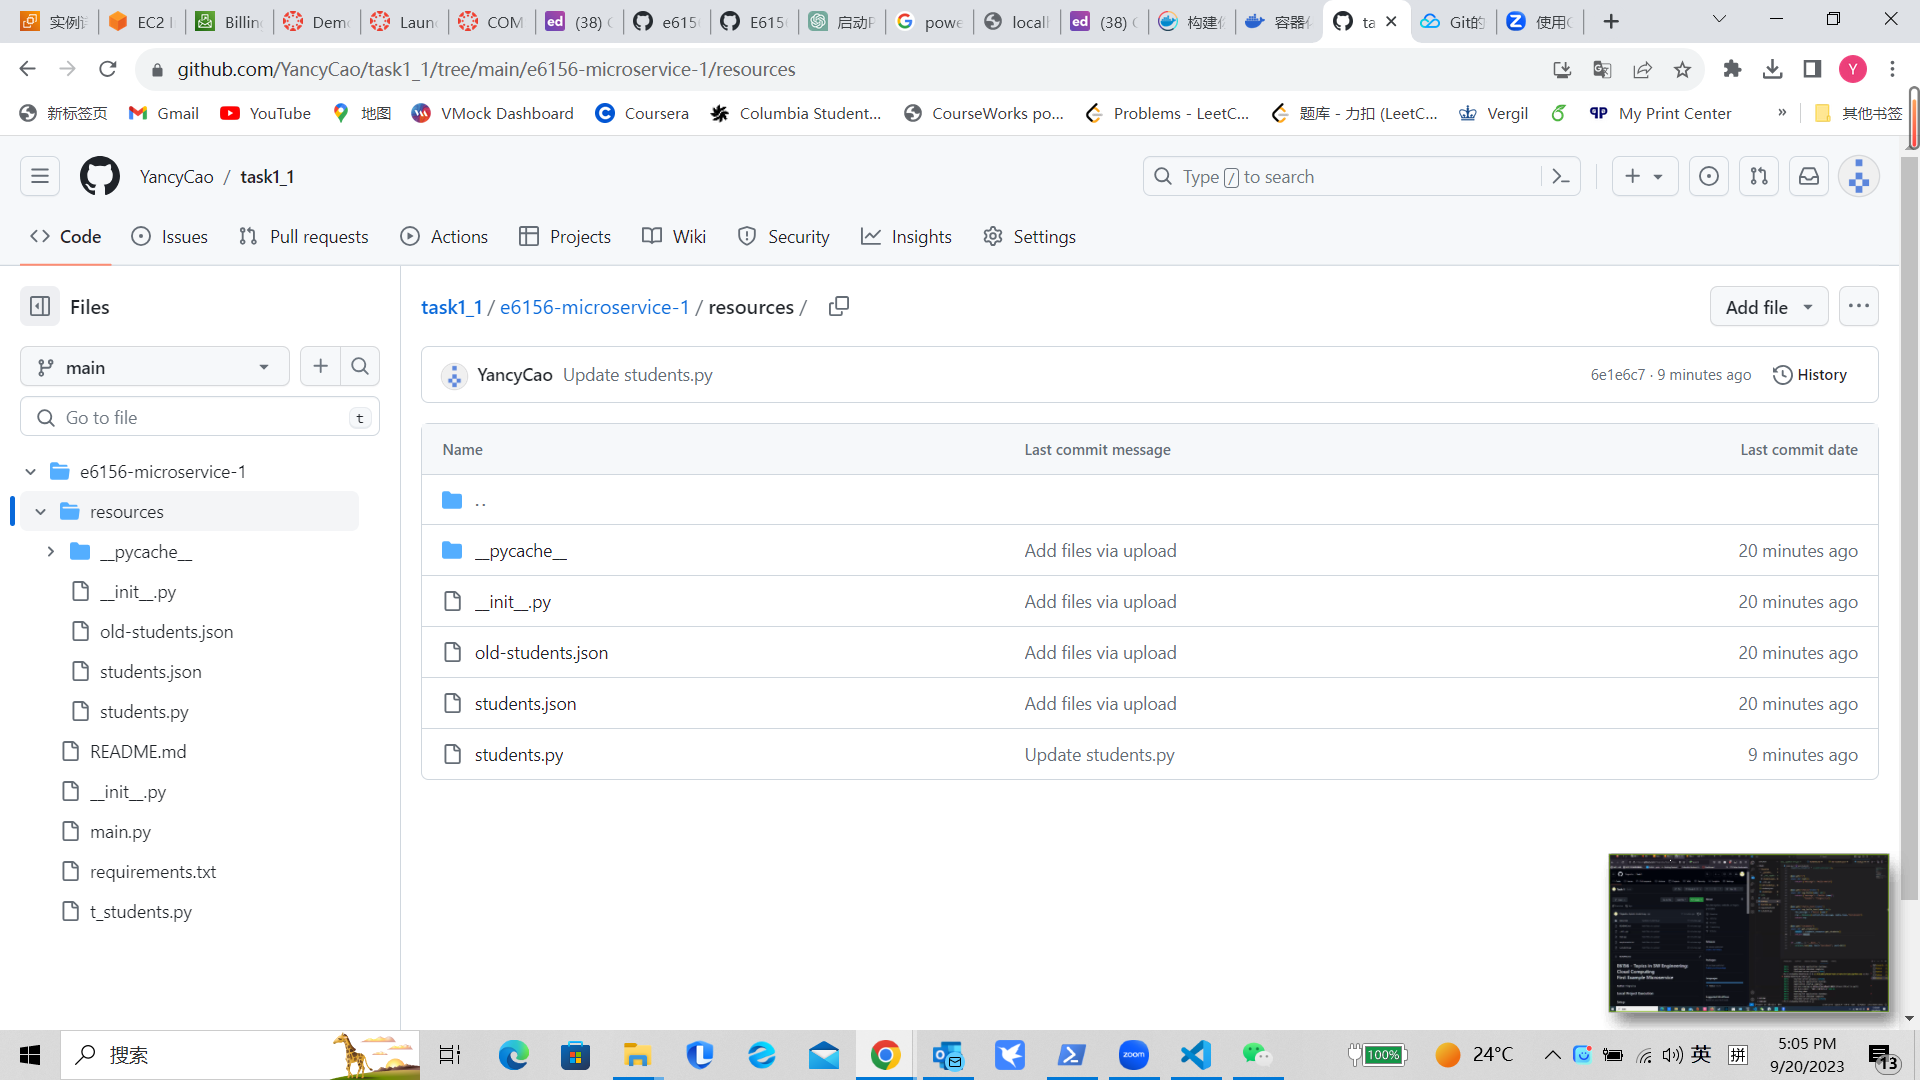 实例
EC2 I
Billing
Demo
Laun
COM
(38)
e6156
E6156
启动P
powe
localh
(38)
构建
容器化
ta
Git的
使用
github.com/YancyCao/task1_1/tree/main/e6156-microservice-1/resources
Y
新标签页
Gmail
YouTube
地图
VMock Dashboard
Coursera
Columbia Student...
CourseWorks po...
Problems - LeetC...
题库 - 力扣 (LeetC...
Vergil
My Print Center
»
其他书签
YancyCao / task1_1
Type / to search
Code
Issues
Pull requests
Actions
Projects
Wiki
Security
Insights
Settings
Files
task1_1 / e6156-microservice-1 / resources /
Add file
main
YancyCao Update students.py
6e1e6c7 · 9 minutes ago
History
Go to file
t
Name
Last commit message
Last commit date
e6156-microservice-1
resources
__pycache__
__init__.py
old-students.json
students.json
students.py
README.md
__init__.py
main.py
requirements.txt
t_students.py
..
__pycache__
Add files via upload
20 minutes ago
__init__.py
Add files via upload
20 minutes ago
old-students.json
Add files via upload
20 minutes ago
students.json
Add files via upload
20 minutes ago
students.py
Update students.py
9 minutes ago
搜索
zoom
100%
24°C
英
拼
5:05 PM
9/20/2023
13